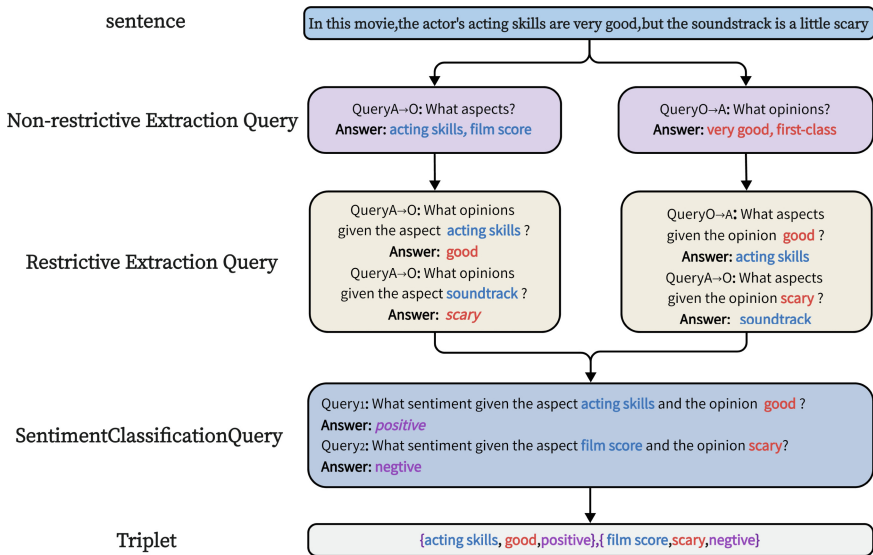 sentence
In this movie,the actor's acting skills are very good,but the soundstrack is a little scary
Non-restrictive Extraction Query
QueryA→O: What aspects?
Answer: acting skills, film score
QueryO→A: What opinions?
Answer: very good, first-class
Restrictive Extraction Query
QueryA→O: What opinions
given the aspect acting skills ?
Answer: good
QueryA→O: What opinions
given the aspect soundtrack ?
Answer: scary
QueryO→A: What aspects
given the opinion good ?
Answer: acting skills
QueryA→O: What aspects
given the opinion scary ?
Answer: soundtrack
SentimentClassificationQuery
Query1: What sentiment given the aspect acting skills and the opinion good ?
Answer: positive
Query2: What sentiment given the aspect film score and the opinion scary?
Answer: negtive
Triplet
{acting skills, good,positive},{ film score,scary,negtive}